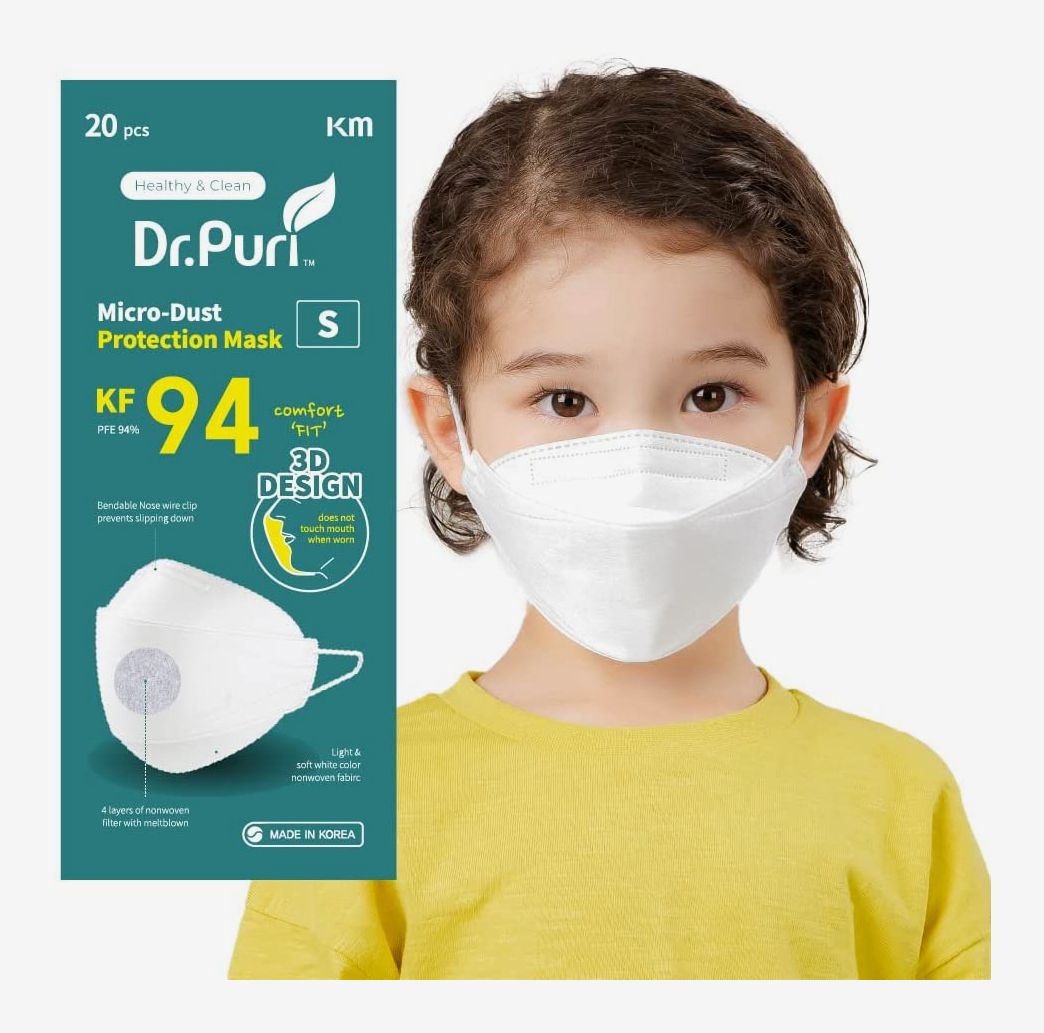 20 pcs
KM
Healthy & Clean
Dr.Puri™
Micro-Dust
Protection Mask
S
KF 94
PFE 94%
comfort
'FIT'
3D
DESIGN
does not
touch mouth
when worn
Bendable Nose wire clip
prevents slipping down
Light &
soft white color
nonwoven fabirc
4 layers of nonwoven
filter with meltblown
MADE IN KOREA